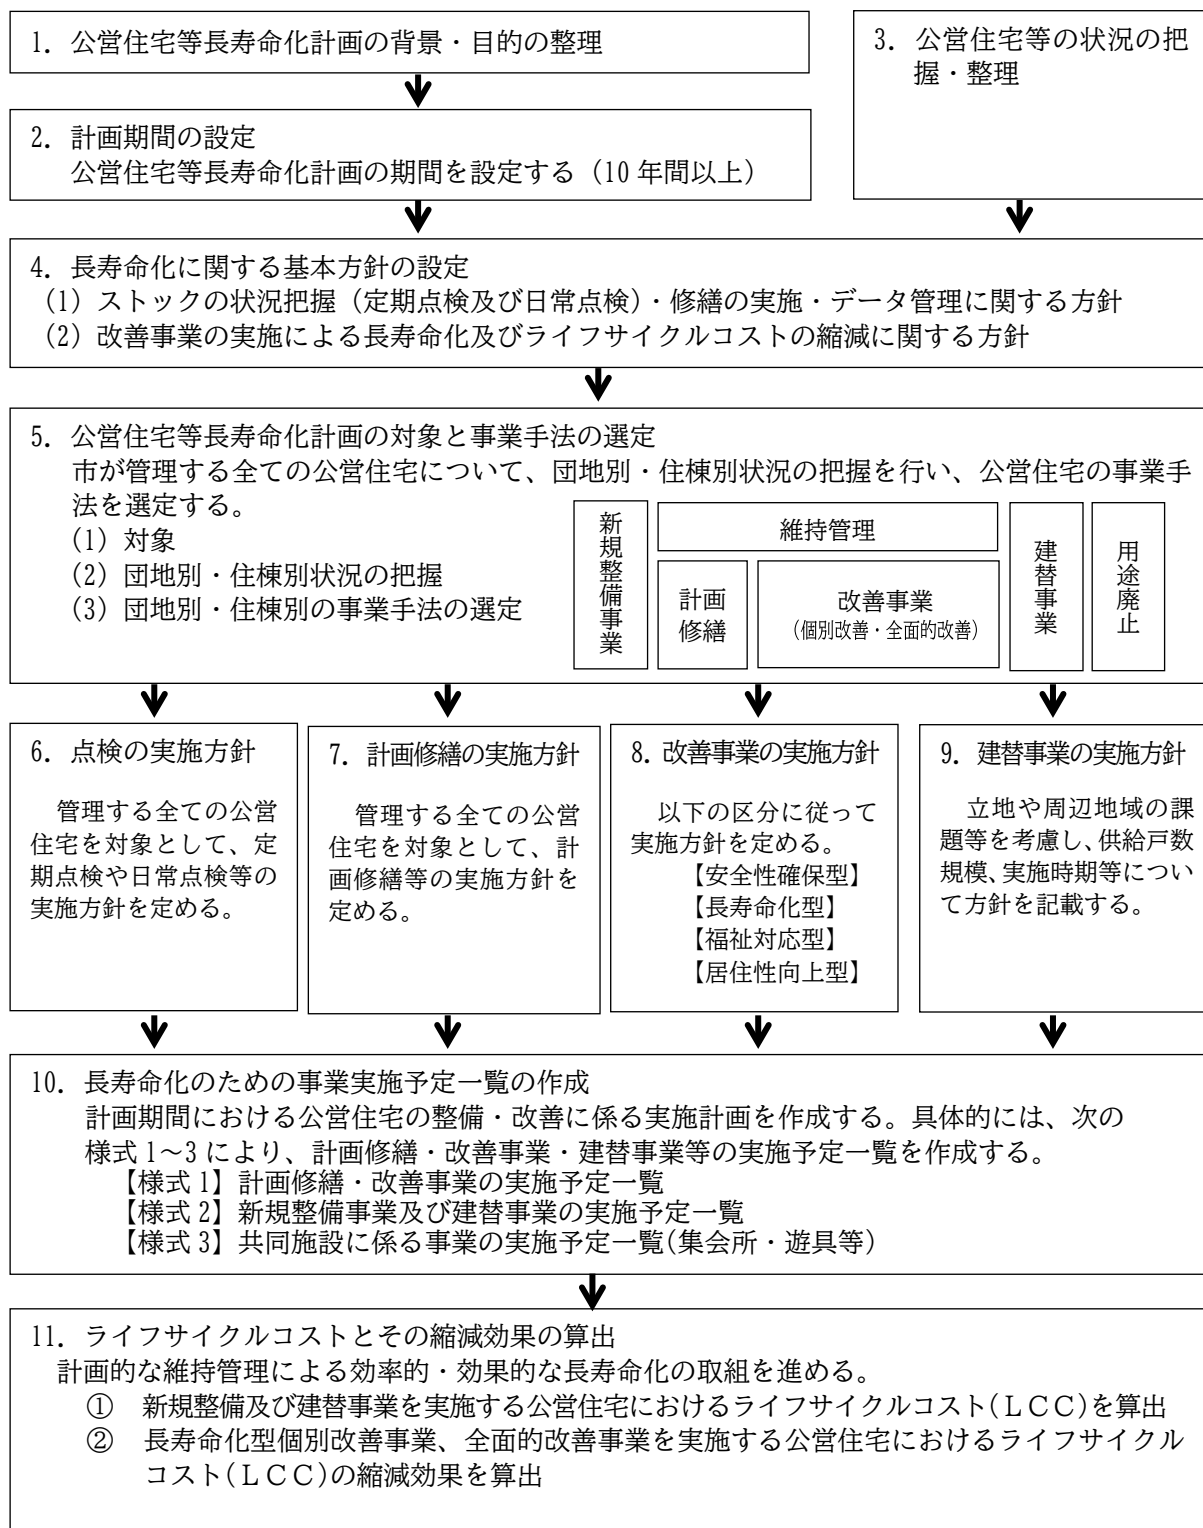 1．公営住宅等長寿命化計画の背景・目的の整理
3．公営住宅等の状況の把
握・整理
2．計画期間の設定
公営住宅等長寿命化計画の期間を設定する（10年間以上）
4．長寿命化に関する基本方針の設定
（1）ストックの状況把握（定期点検及び日常点検）・修繕の実施・データ管理に関する方針
（2）改善事業の実施による長寿命化及びライフサイクルコストの縮減に関する方針
5．公営住宅等長寿命化計画の対象と事業手法の選定
市が管理する全ての公営住宅について、団地別・住棟別状況の把握を行い、公営住宅の事業手
法を選定する。
（1）対象
（2）団地別・住棟別状況の把握
（3）団地別・住棟別の事業手法の選定
新規整備事業
維持管理
計画
修繕
改善事業
（個別改善・全面的改善）
建替事業
用途廃止
6．点検の実施方針
管理する全ての公営
住宅を対象として、定
期点検や日常点検等の
実施方針を定める。
7．計画修繕の実施方針
管理する全ての公営
住宅を対象として、計
画修繕等の実施方針を
定める。
8．改善事業の実施方針
以下の区分に従って
実施方針を定める。
【安全性確保型】
【長寿命化型】
【福祉対応型】
【居住性向上型】
9．建替事業の実施方針
立地や周辺地域の課
題等を考慮し、供給戸数
規模、実施時期等につい
て方針を記載する。
10．長寿命化のための事業実施予定一覧の作成
計画期間における公営住宅の整備・改善に係る実施計画を作成する。具体的には、次の
様式1～3により、計画修繕・改善事業・建替事業等の実施予定一覧を作成する。
【様式1】計画修繕・改善事業の実施予定一覧
【様式2】新規整備事業及び建替事業の実施予定一覧
【様式3】共同施設に係る事業の実施予定一覧(集会所・遊具等)
11．ライフサイクルコストとその縮減効果の算出
計画的な維持管理による効率的・効果的な長寿命化の取組を進める。
① 新規整備及び建替事業を実施する公営住宅におけるライフサイクルコスト(ＬＣＣ)を算出
② 長寿命化型個別改善事業、全面的改善事業を実施する公営住宅におけるライフサイクル
コスト(ＬＣＣ)の縮減効果を算出